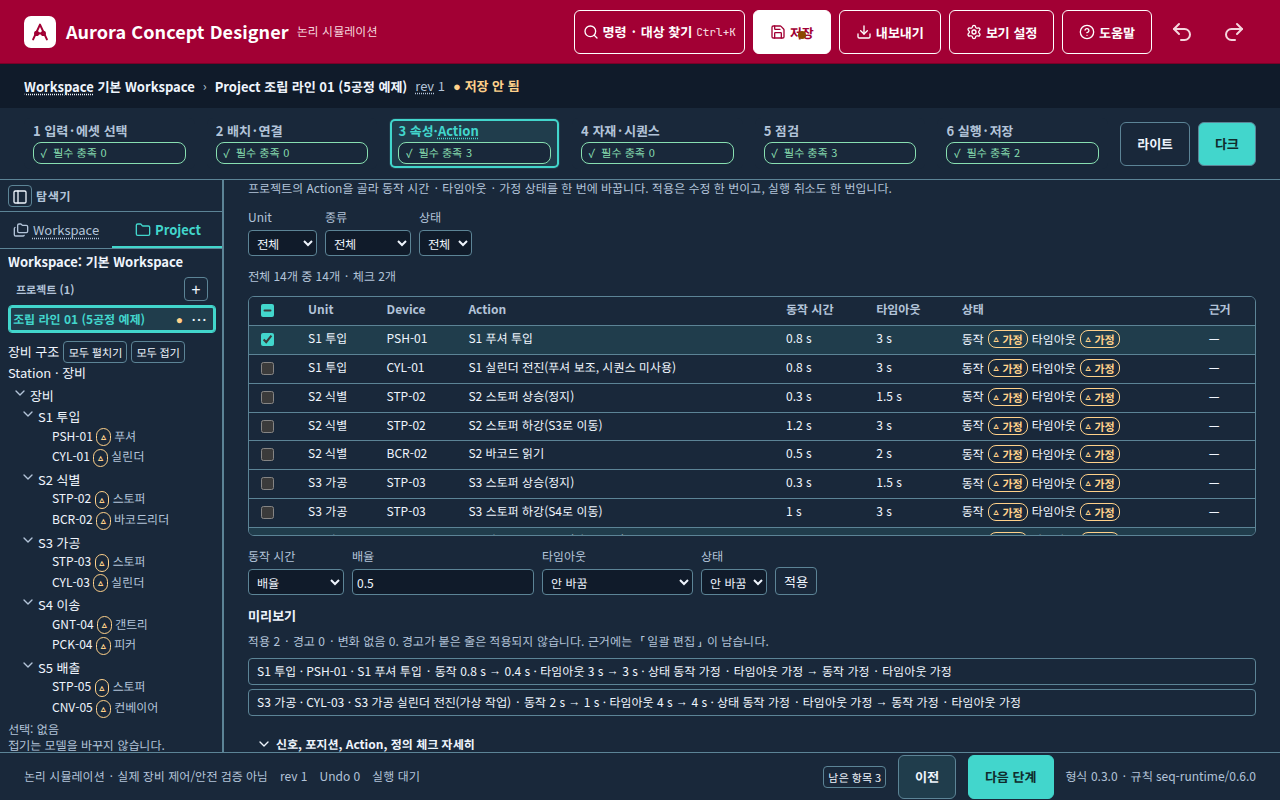 Aurora Concept Designer 논리 시뮬레이션 명령 · 대상 찾기 Ctrl+K 저장 내보내기 보기 설정 도움말
Workspace 기본 Workspace › Project 조립 라인 01 (5공정 예제) rev 1 ● 저장 안 됨
1 입력·에셋 선택 2 배치·연결 3 속성·Action 4 자재·시퀀스 5 점검 6 실행·저장
✓ 필수 충족 0 ✓ 필수 충족 0 ✓ 필수 충족 3 ✓ 필수 충족 0 ✓ 필수 충족 3 ✓ 필수 충족 2
라이트 다크
탐색기
Workspace Project
Workspace: 기본 Workspace
프로젝트 (1) +
조립 라인 01 (5공정 예제) ● ⋯
장비 구조 모두 펼치기 모두 접기
Station · 장비
장비
S1 투입
PSH-01 푸셔
CYL-01 실린더
S2 식별
STP-02 스토퍼
BCR-02 바코드리더
S3 가공
STP-03 스토퍼
CYL-03 실린더
S4 이송
GNT-04 갠트리
PCK-04 피커
S5 배출
STP-05 스토퍼
CNV-05 컨베이어
선택: 없음
접기는 모델을 바꾸지 않습니다.
프로젝트의 Action을 골라 동작 시간 · 타임아웃 · 가정 상태를 한 번에 바꿉니다. 적용은 수정 한 번이고, 실행 취소도 한 번입니다.
Unit 종류 상태
전체 전체 전체
전체 14개 중 14개 · 체크 2개
Unit Device Action 동작 시간 타임아웃 상태 근거
S1 투입 PSH-01 S1 푸셔 투입 0.8 s 3 s 동작 가정 타임아웃 가정 —
S1 투입 CYL-01 S1 실린더 전진(푸셔 보조, 시퀀스 미사용) 0.8 s 3 s 동작 가정 타임아웃 가정 —
S2 식별 STP-02 S2 스토퍼 상승(정지) 0.3 s 1.5 s 동작 가정 타임아웃 가정 —
S2 식별 STP-02 S2 스토퍼 하강(S3로 이동) 1.2 s 3 s 동작 가정 타임아웃 가정 —
S2 식별 BCR-02 S2 바코드 읽기 0.5 s 2 s 동작 가정 타임아웃 가정 —
S3 가공 STP-03 S3 스토퍼 상승(정지) 0.3 s 1.5 s 동작 가정 타임아웃 가정 —
S3 가공 STP-03 S3 스토퍼 하강(S4로 이동) 1 s 3 s 동작 가정 타임아웃 가정 —
동작 시간 배율 타임아웃 상태
배율 0.5 안 바꿈 안 바꿈 적용
미리보기
적용 2 · 경고 0 · 변화 없음 0. 경고가 붙은 줄은 적용되지 않습니다. 근거에는 「일괄 편집」이 남습니다.
S1 투입 · PSH-01 · S1 푸셔 투입 · 동작 0.8 s → 0.4 s · 타임아웃 3 s → 3 s · 상태 동작 가정 · 타임아웃 가정 → 동작 가정 · 타임아웃 가정
S3 가공 · CYL-03 · S3 가공 실린더 전진(가상 작업) · 동작 2 s → 1 s · 타임아웃 4 s → 4 s · 상태 동작 가정 · 타임아웃 가정 → 동작 가정 · 타임아웃 가정
신호, 포지션, Action, 정의 체크 자세히
논리 시뮬레이션 · 실제 장비 제어/안전 검증 아님 rev 1 Undo 0 실행 대기 남은 항목 3 이전 다음 단계 형식 0.3.0 · 규칙 seq-runtime/0.6.0